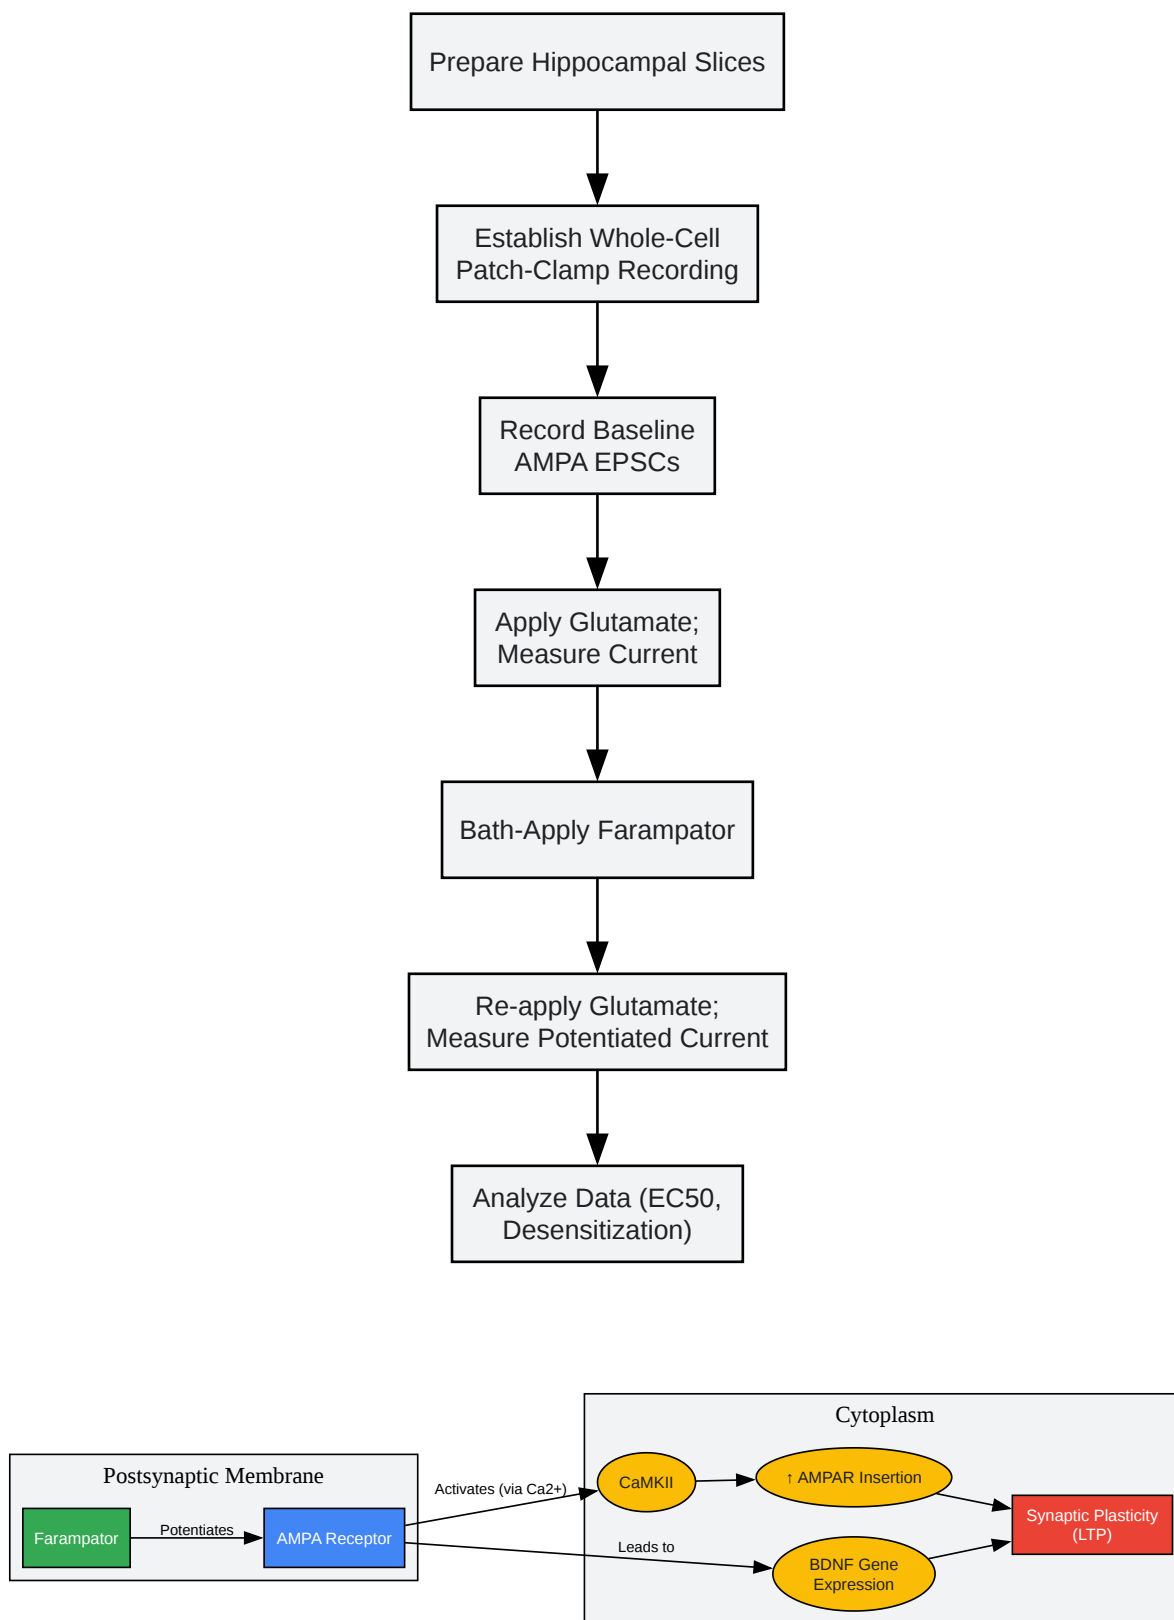 Prepare Hippocampal Slices
Establish Whole-Cell
Patch-Clamp Recording
Record Baseline
AMPA EPSCs
Apply Glutamate;
Measure Current
Bath-Apply Farampator
Re-apply Glutamate;
Measure Potentiated Current
Analyze Data (EC50,
Desensitization)
Postsynaptic Membrane
Farampator
Potentiates
AMPA Receptor
Activates (via Ca2+)
Leads to
Cytoplasm
CaMKII
↑ AMPAR Insertion
BDNF Gene
Expression
Synaptic Plasticity
(LTP)